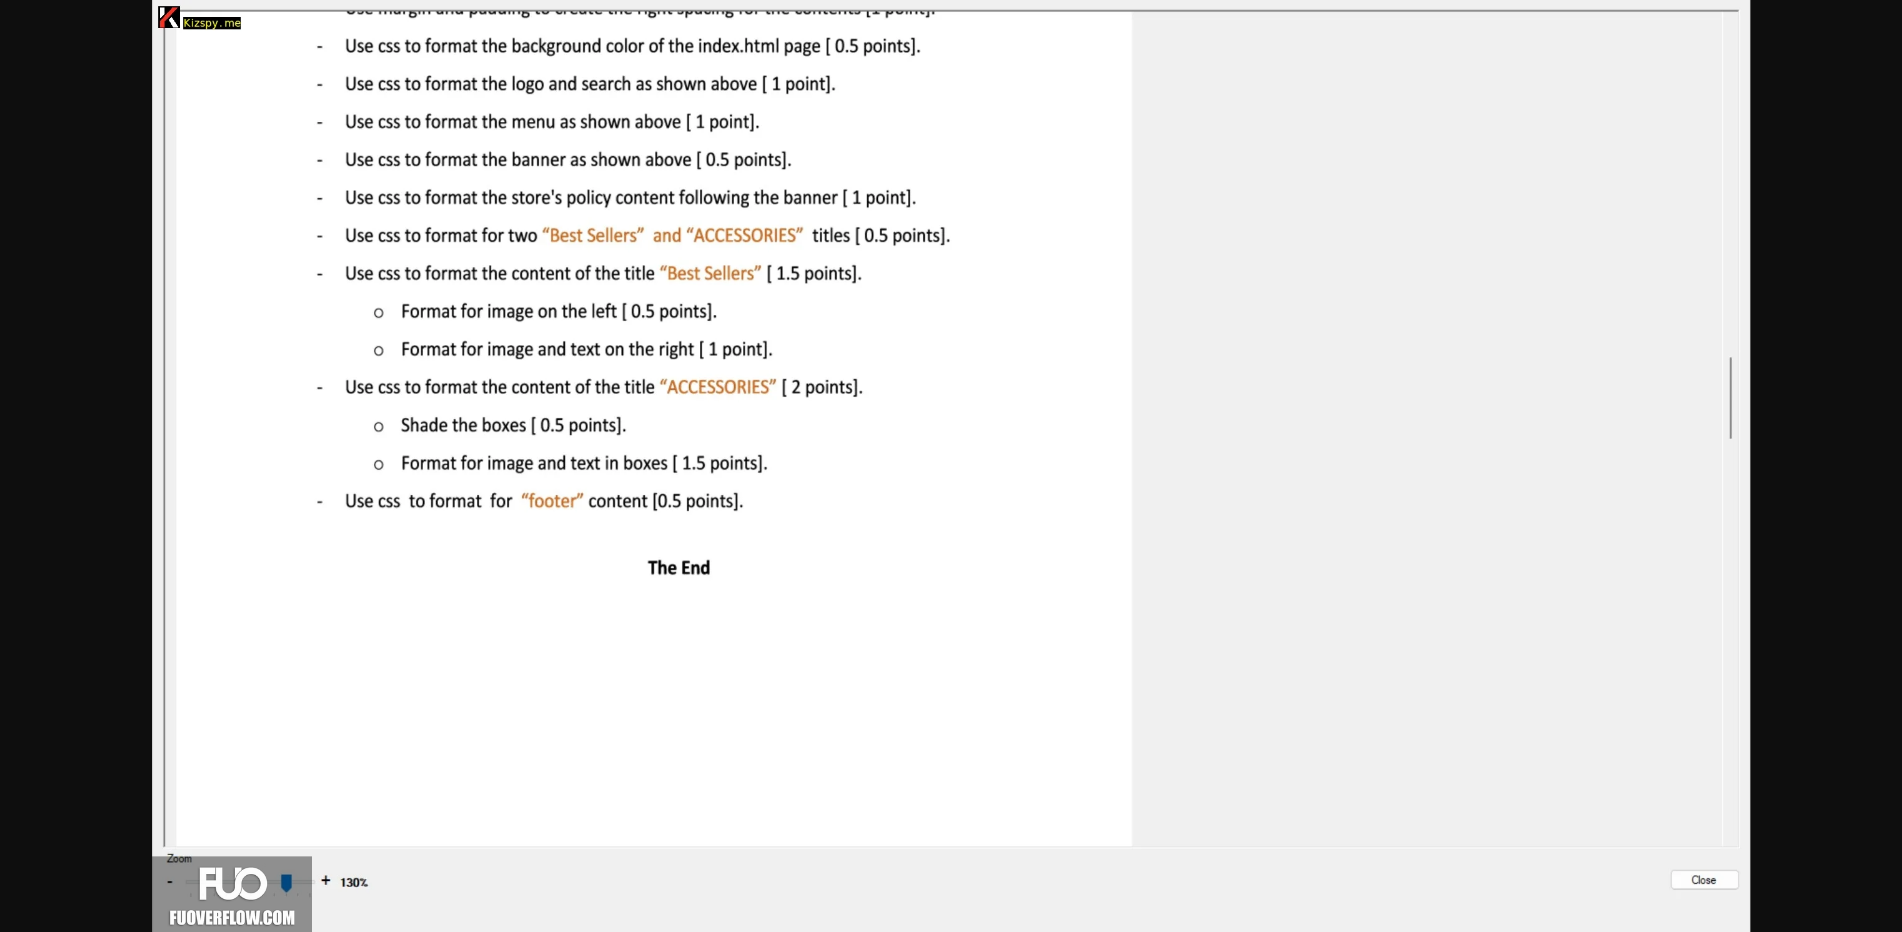 Kizspy.me
Use margin and padding to create the right spacing for the contents [1 point].
- Use css to format the background color of the index.html page [ 0.5 points].
- Use css to format the logo and search as shown above [ 1 point].
- Use css to format the menu as shown above [ 1 point].
- Use css to format the banner as shown above [ 0.5 points].
- Use css to format the store's policy content following the banner [ 1 point].
- Use css to format for two “Best Sellers” and “ACCESSORIES” titles [ 0.5 points].
- Use css to format the content of the title “Best Sellers” [ 1.5 points].
o Format for image on the left [ 0.5 points].
o Format for image and text on the right [ 1 point].
- Use css to format the content of the title “ACCESSORIES” [ 2 points].
o Shade the boxes [ 0.5 points].
o Format for image and text in boxes [ 1.5 points].
- Use css to format for “footer” content [0.5 points].
The End
Zoom
- + 130%
Close
FUO
FUOVERFLOW.COM